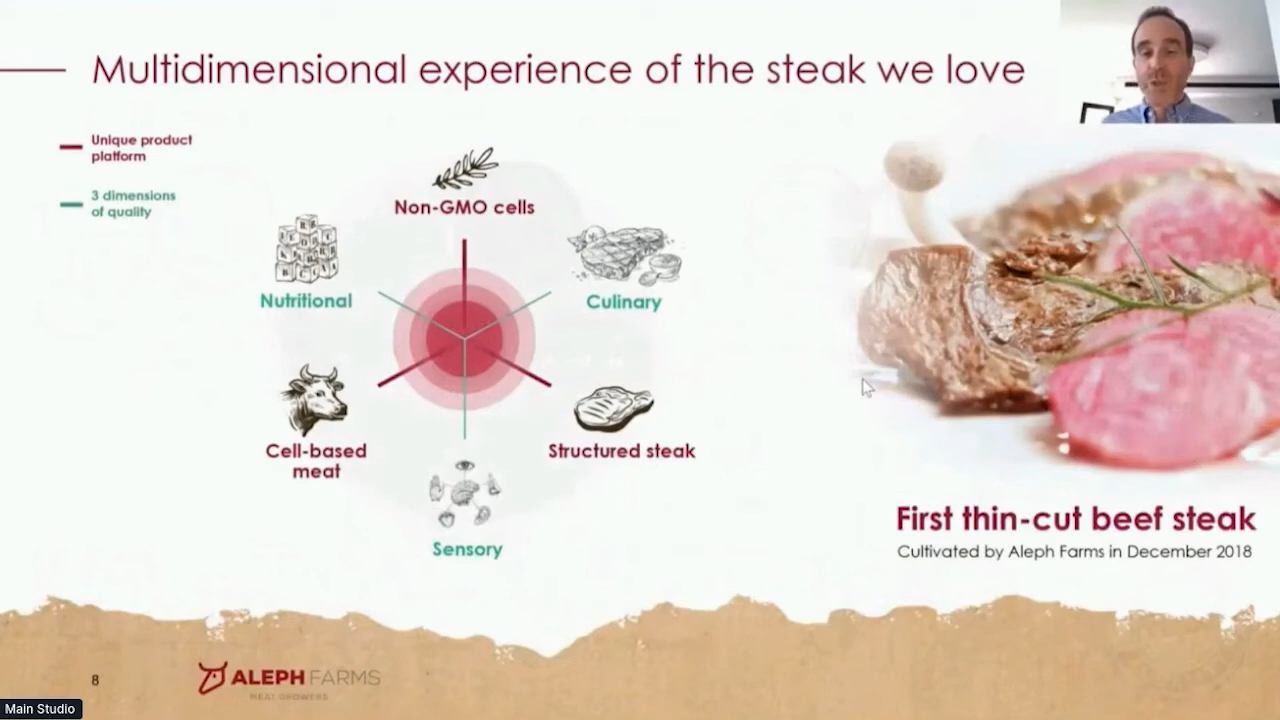 Multidimensional experience of the steak we love
Unique product
platform
3 dimensions
of quality
Non-GMO cells
Nutritional
Culinary
Cell-based
meat
Structured steak
Sensory
First thin-cut beef steak
Cultivated by Aleph Farms in December 2018
8
ALEPH FARMS
MEAT GROWERS
Main Studio